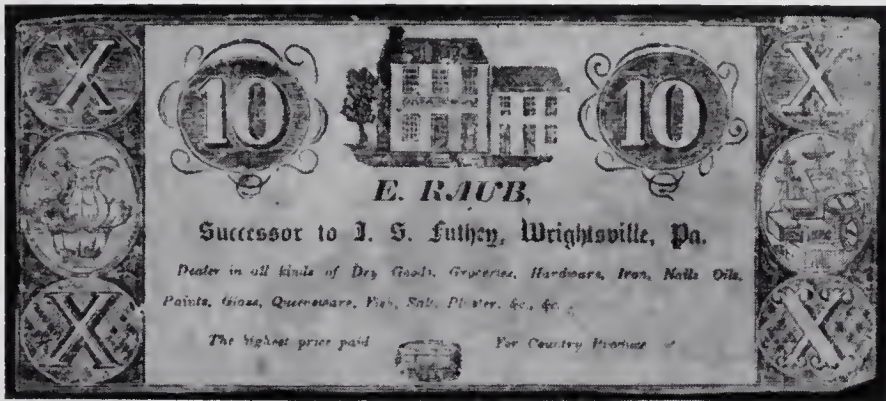 X 10 10 X
E. RAUB,
Successor to J. S. Futhey, Wrightsville, Pa.
Dealer in all kinds of Dry Goods, Groceries, Hardware, Iron, Nails Oils,
Paints, Glass, Queensware, Fish, Salt, Plaster, &c., &c.,
The highest price paid For Country Produce
X X